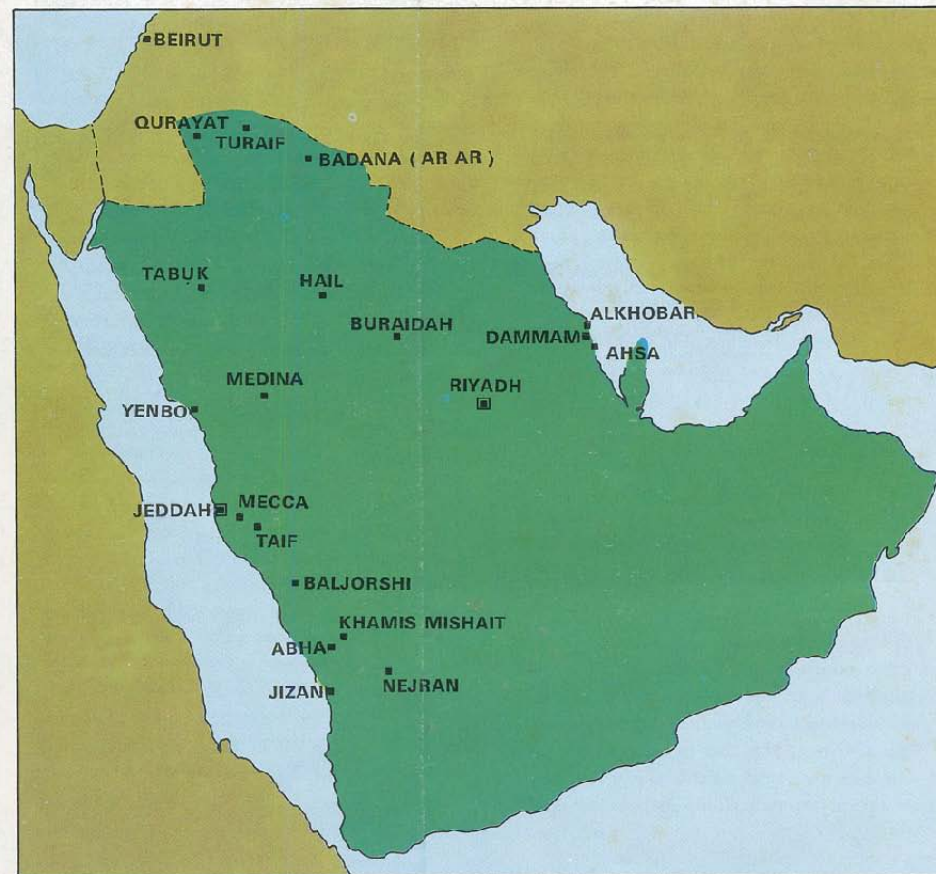 BEIRUT
QURAYAT
TURAIF
BADANA ( AR AR )
TABUK
HAIL
ALKHOBAR
BURAIDAH
DAMMAM
AHSA
MEDINA
RIYADH
YENBO
MECCA
JEDDAH
TAIF
BALJORSHI
KHAMIS MISHAIT
ABHA
NEJRAN
JIZAN